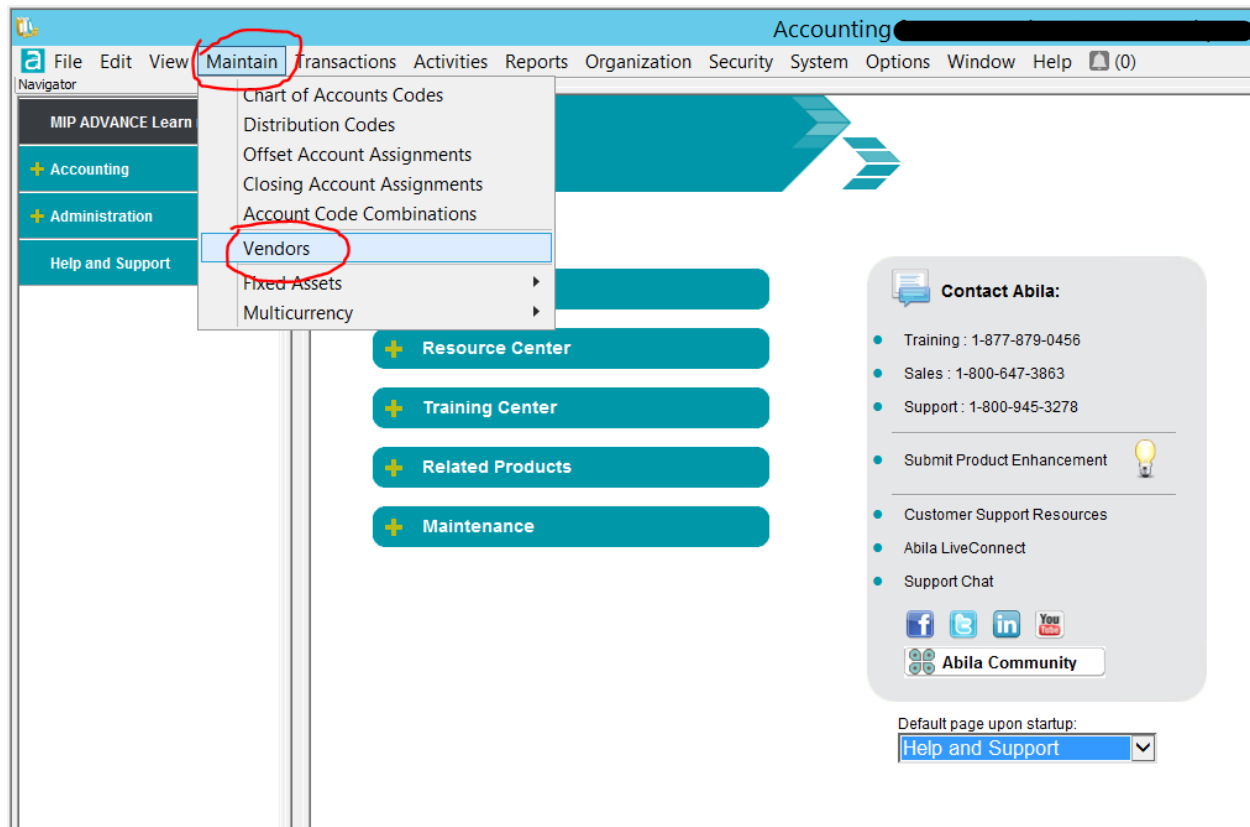 Accounting
File Edit View Maintain Transactions Activities Reports Organization Security System Options Window Help (0)
Navigator
MIP ADVANCE Learn
Accounting
Administration
Help and Support
Chart of Accounts Codes
Distribution Codes
Offset Account Assignments
Closing Account Assignments
Account Code Combinations
Vendors
Fixed Assets
Multicurrency
Resource Center
Training Center
Related Products
Maintenance
Contact Abila:
Training : 1-877-879-0456
Sales : 1-800-647-3863
Support : 1-800-945-3278
Submit Product Enhancement
Customer Support Resources
Abila LiveConnect
Support Chat
You
Tube
Abila Community
Default page upon startup:
Help and Support